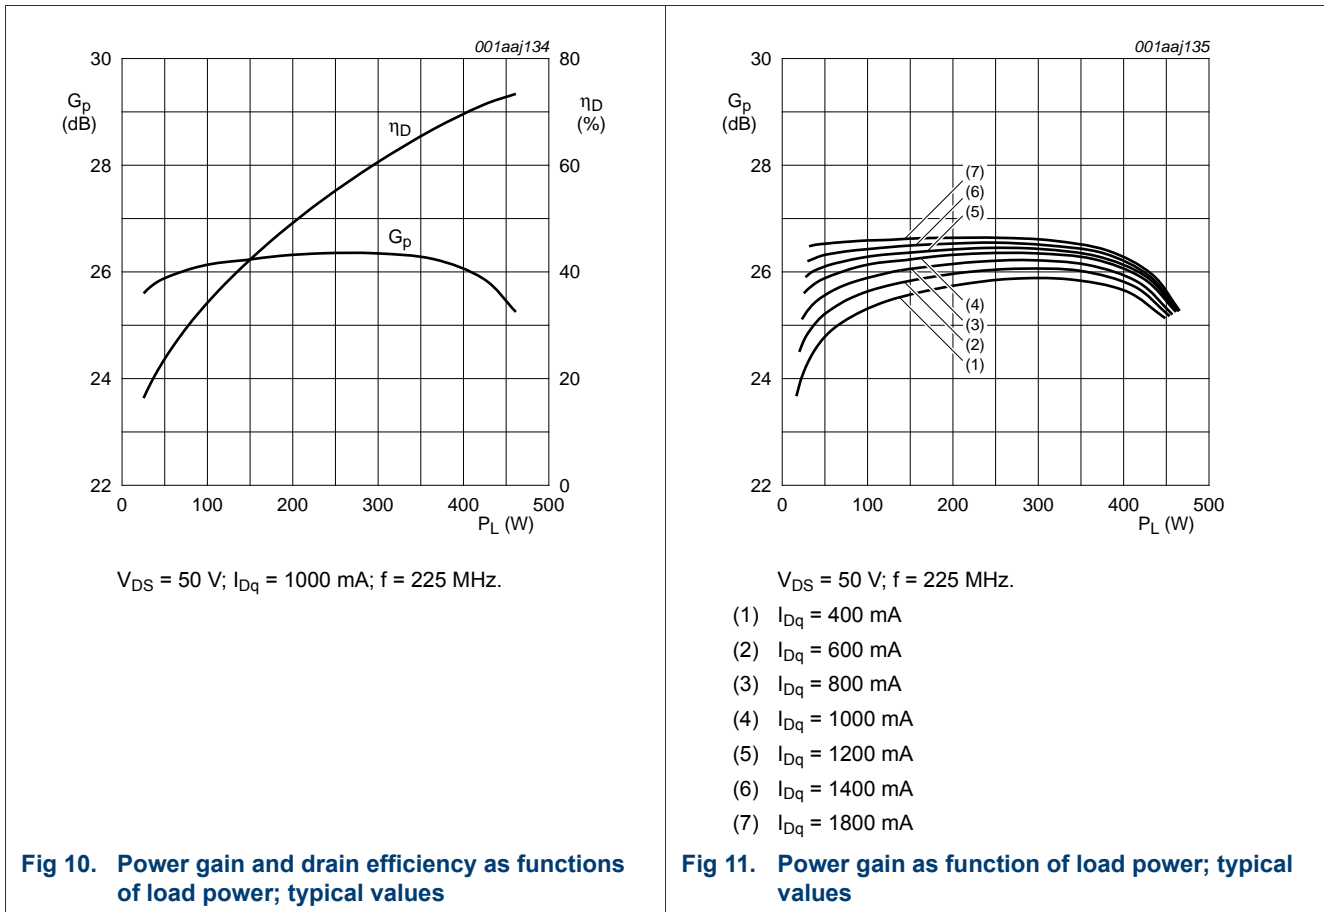 001aaj134
30
80
Gp
(dB)
ηD
(%)
ηD
28
60
Gp
26
40
24
20
22
0
0 100 200 300 400 500
PL (W)
VDS = 50 V; IDq = 1000 mA; f = 225 MHz.
Fig 10. Power gain and drain efficiency as functions
of load power; typical values
001aaj135
30
Gp
(dB)
28
(7)
(6)
(5)
26
(4)
(3)
(2)
(1)
24
22
0 100 200 300 400 500
PL (W)
VDS = 50 V; f = 225 MHz.
(1) IDq = 400 mA
(2) IDq = 600 mA
(3) IDq = 800 mA
(4) IDq = 1000 mA
(5) IDq = 1200 mA
(6) IDq = 1400 mA
(7) IDq = 1800 mA
Fig 11. Power gain as function of load power; typical
values